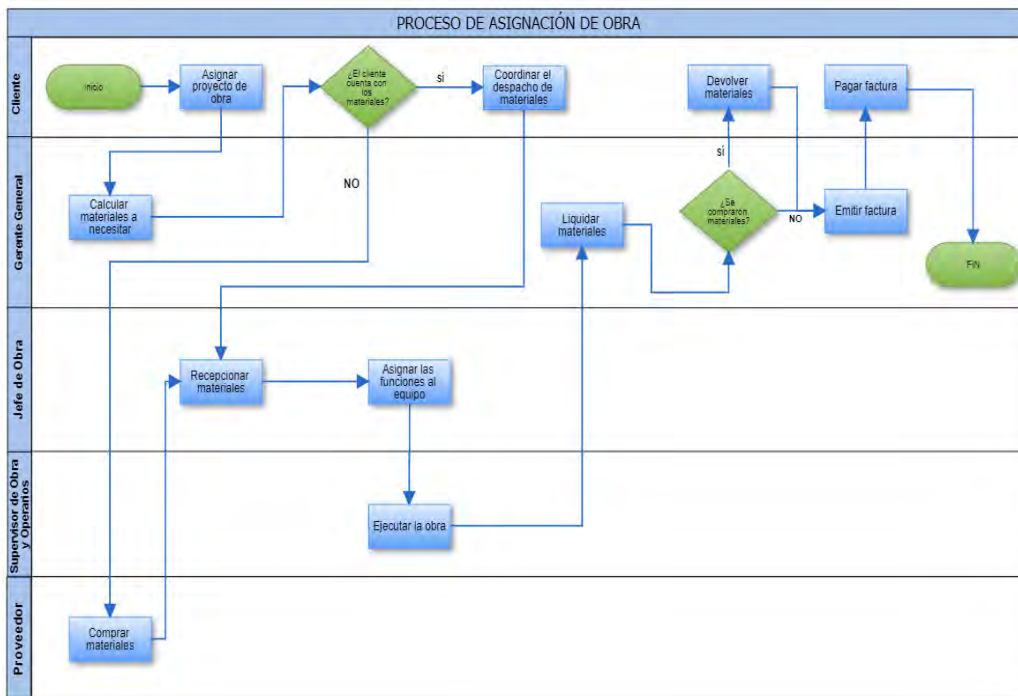 PROCESO DE ASIGNACIÓN DE OBRA
Cliente
Inicio
Asignar
proyecto de
obra
¿El cliente
cuenta con
los
materiales?
si
Coordinar el
despacho de
materiales
Devolver
materiales
Pagar factura
Gerente General
Calcular
materiales a
necesitar
NO
Liquidar
materiales
si
¿Se
compraron
materiales?
NO
Emitir factura
FIN
Jefe de Obra
Recepcionar
materiales
Asignar las
funciones al
equipo
Supervisor de Obra
y Operarios
Ejecutar la obra
Proveedor
Comprar
materiales